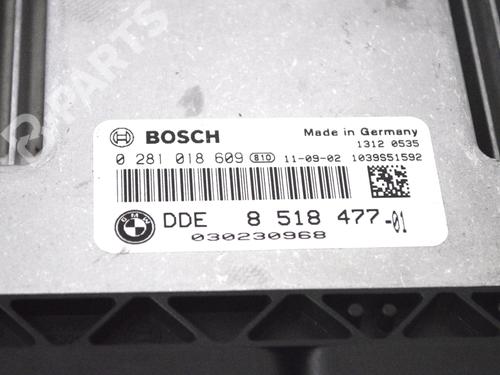 BOSCH
Made in Germany
1312 0535
0 281 018 609 810 11-09-02 1039S51592
BMW
DDE 8 518 477-01
030230968